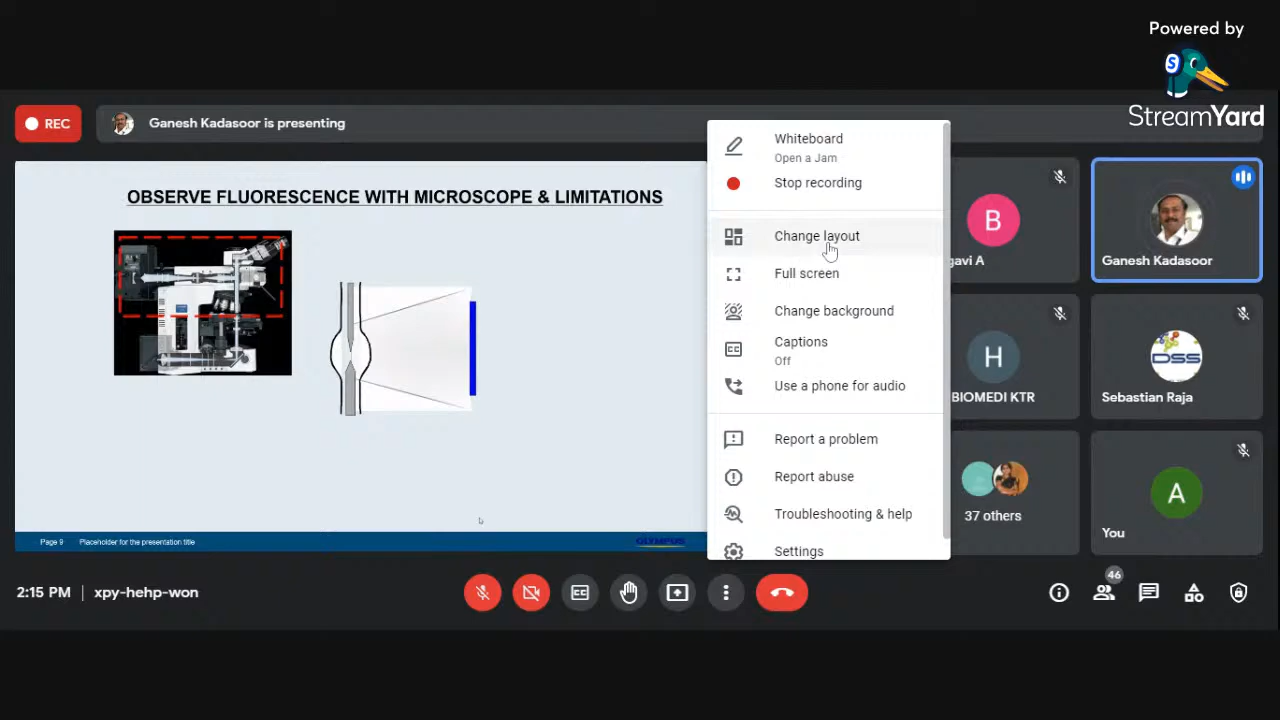 Powered by
StreamYard
REC
Ganesh Kadasoor is presenting
OBSERVE FLUORESCENCE WITH MICROSCOPE & LIMITATIONS
Page 9 Placeholder for the presentation title
OLYMPUS
Whiteboard
Open a Jam
Stop recording
Change layout
Full screen
Change background
Captions
Off
Use a phone for audio
Report a problem
Report abuse
Troubleshooting & help
Settings
B
gavi A
Ganesh Kadasoor
H
BIOMEDI KTR
DSS
Sebastian Raja
37 others
A
You
2:15 PM | xpy-hehp-won
46